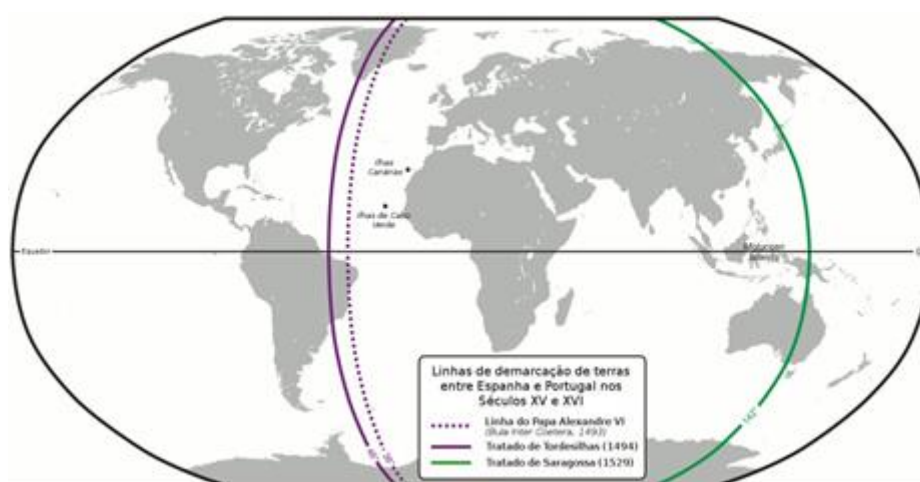 Ilhas
Canárias
Ilhas de Cabo
Verde
Equador
Linhas de demarcação de terras
entre Espanha e Portugal nos
Séculos XV e XVI
Linha do Papa Alexandre VI
(Bula Inter Coetera, 1493)
Tratado de Tordesilhas (1494)
Tratado de Saragossa (1529)
142°